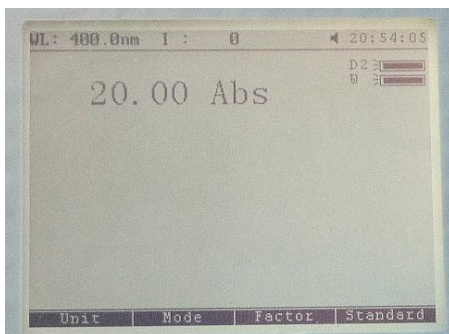 WL: 400.0nm I : 0 20:54:05
D2
W
20.00 Abs
Unit Mode Factor Standard